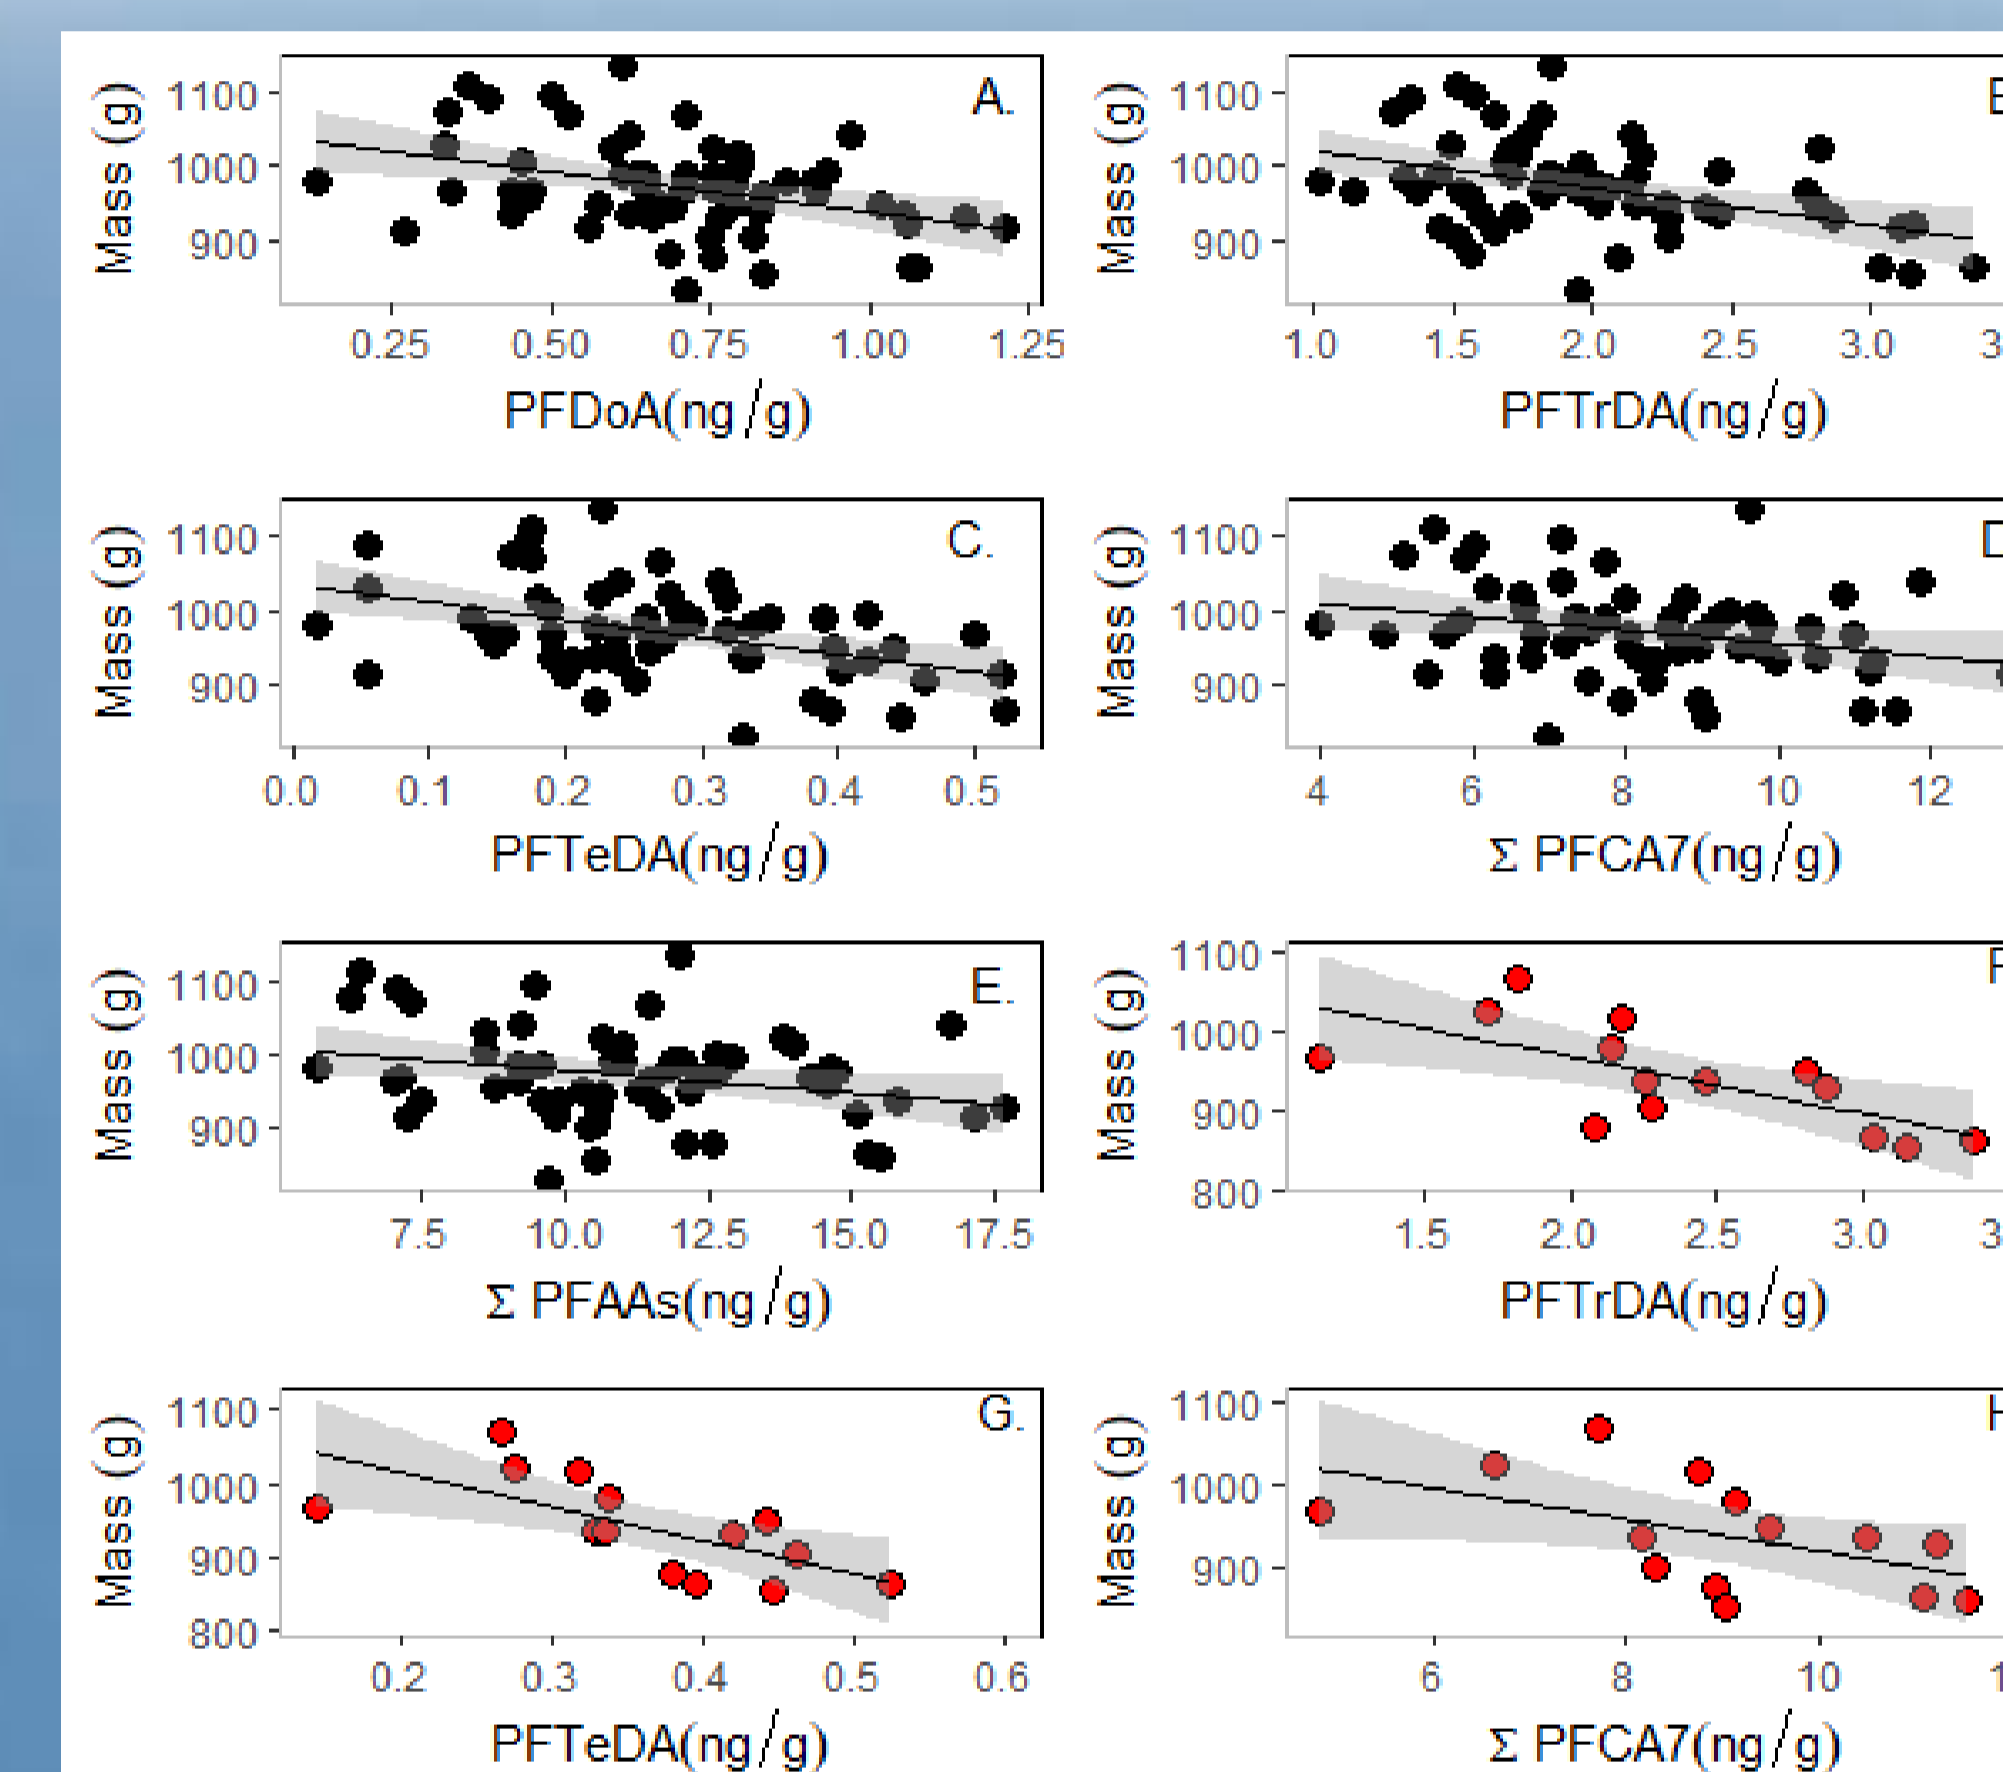 A.
Mass (g)
1100
1000
900
0.25 0.50 0.75 1.00 1.25
PFDoA(ng/g)
Mass (g)
1100
1000
900
1.0 1.5 2.0 2.5 3.0
PFTrDA(ng/g)
C.
Mass (g)
1100
1000
900
0.0 0.1 0.2 0.3 0.4 0.5
PFTeDA(ng/g)
Mass (g)
1100
1000
900
4 6 8 10 12
Σ PFCA7(ng/g)
E.
Mass (g)
1100
1000
900
7.5 10.0 12.5 15.0 17.5
Σ PFAAs(ng/g)
Mass (g)
1100
1000
900
800
1.5 2.0 2.5 3.0
PFTrDA(ng/g)
G.
Mass (g)
1100
1000
900
800
0.2 0.3 0.4 0.5 0.6
PFTeDA(ng/g)
Mass (g)
1100
1000
900
6 8 10
Σ PFCA7(ng/g)